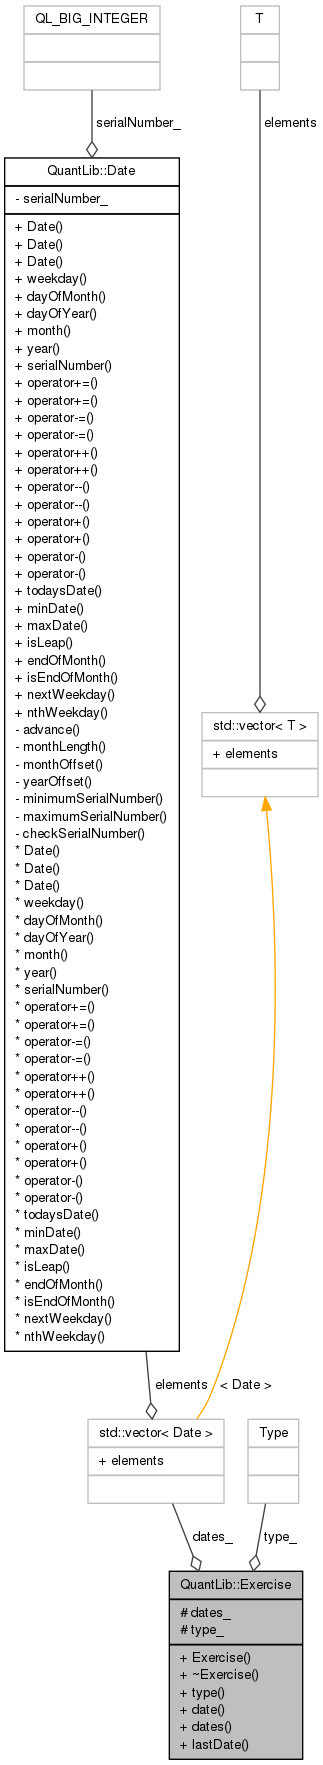 QL_BIG_INTEGER
T
serialNumber_
elements
QuantLib::Date
- serialNumber_
+ Date()
+ Date()
+ Date()
+ weekday()
+ dayOfMonth()
+ dayOfYear()
+ month()
+ year()
+ serialNumber()
+ operator+=()
+ operator+=()
+ operator-=()
+ operator-=()
+ operator++()
+ operator++()
+ operator--()
+ operator--()
+ operator+()
+ operator+()
+ operator-()
+ operator-()
+ todaysDate()
+ minDate()
+ maxDate()
+ isLeap()
+ endOfMonth()
+ isEndOfMonth()
+ nextWeekday()
+ nthWeekday()
- advance()
- monthLength()
- monthOffset()
- yearOffset()
- minimumSerialNumber()
- maximumSerialNumber()
- checkSerialNumber()
* Date()
* Date()
* Date()
* weekday()
* dayOfMonth()
* dayOfYear()
* month()
* year()
* serialNumber()
* operator+=()
* operator+=()
* operator-=()
* operator-=()
* operator++()
* operator++()
* operator--()
* operator--()
* operator+()
* operator+()
* operator-()
* operator-()
* todaysDate()
* minDate()
* maxDate()
* isLeap()
* endOfMonth()
* isEndOfMonth()
* nextWeekday()
* nthWeekday()
std::vector< T >
+ elements
elements
< Date >
std::vector< Date >
+ elements
Type
dates_
type_
QuantLib::Exercise
# dates_
# type_
+ Exercise()
+ ~Exercise()
+ type()
+ date()
+ dates()
+ lastDate()